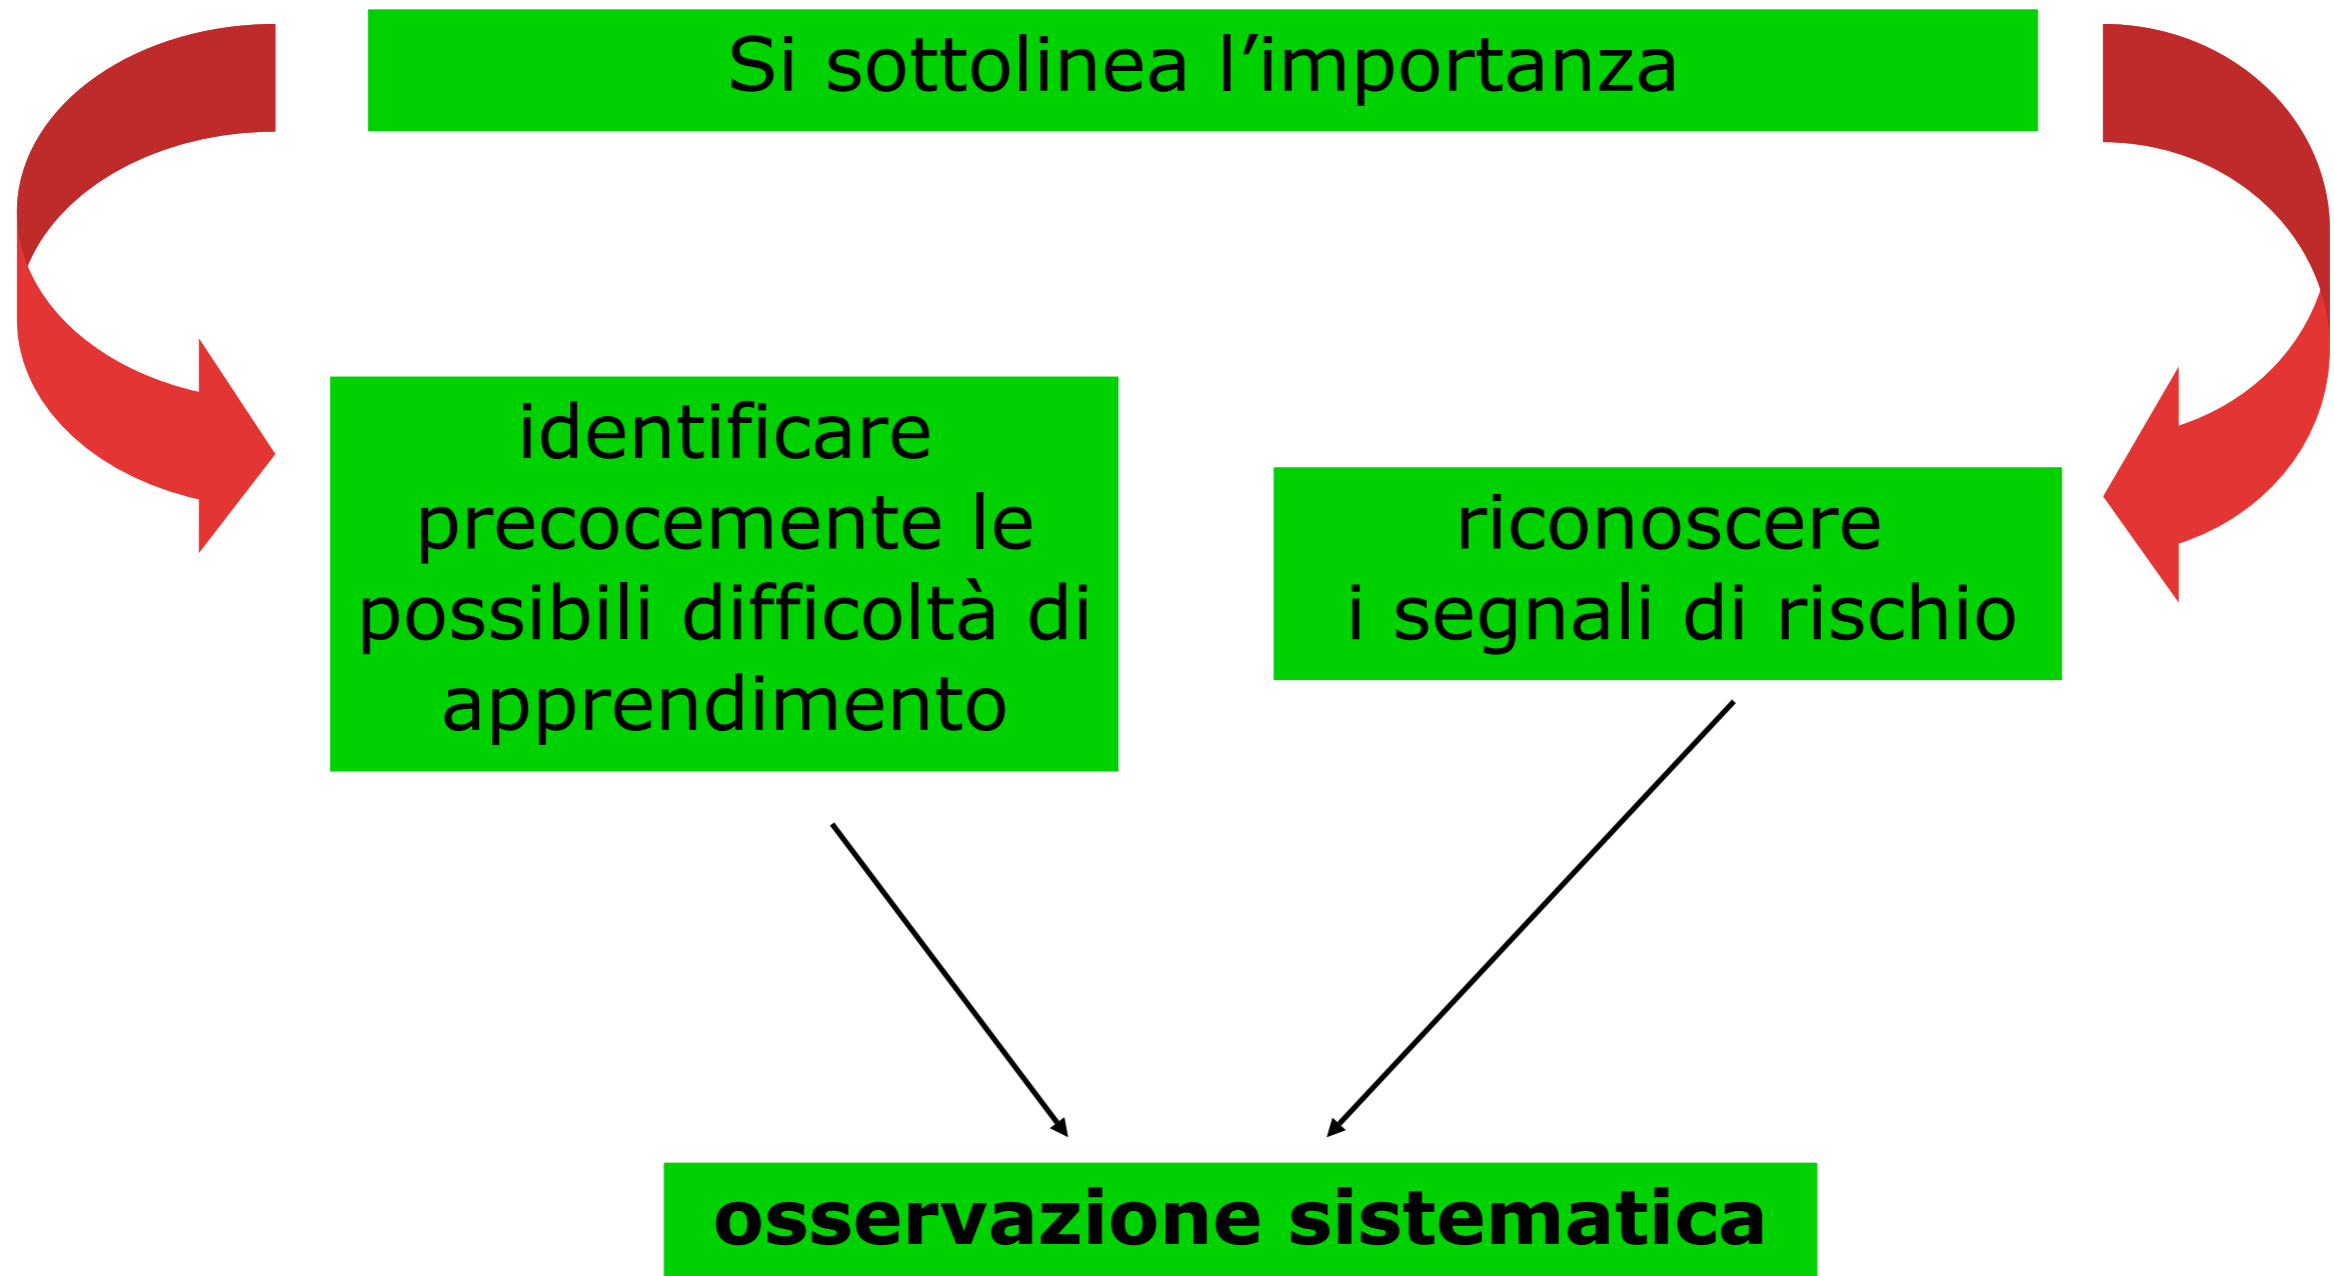 Si sottolinea l’importanza
identificare
precocemente le
possibili difficoltà di
apprendimento
riconoscere
i segnali di rischio
osservazione sistematica